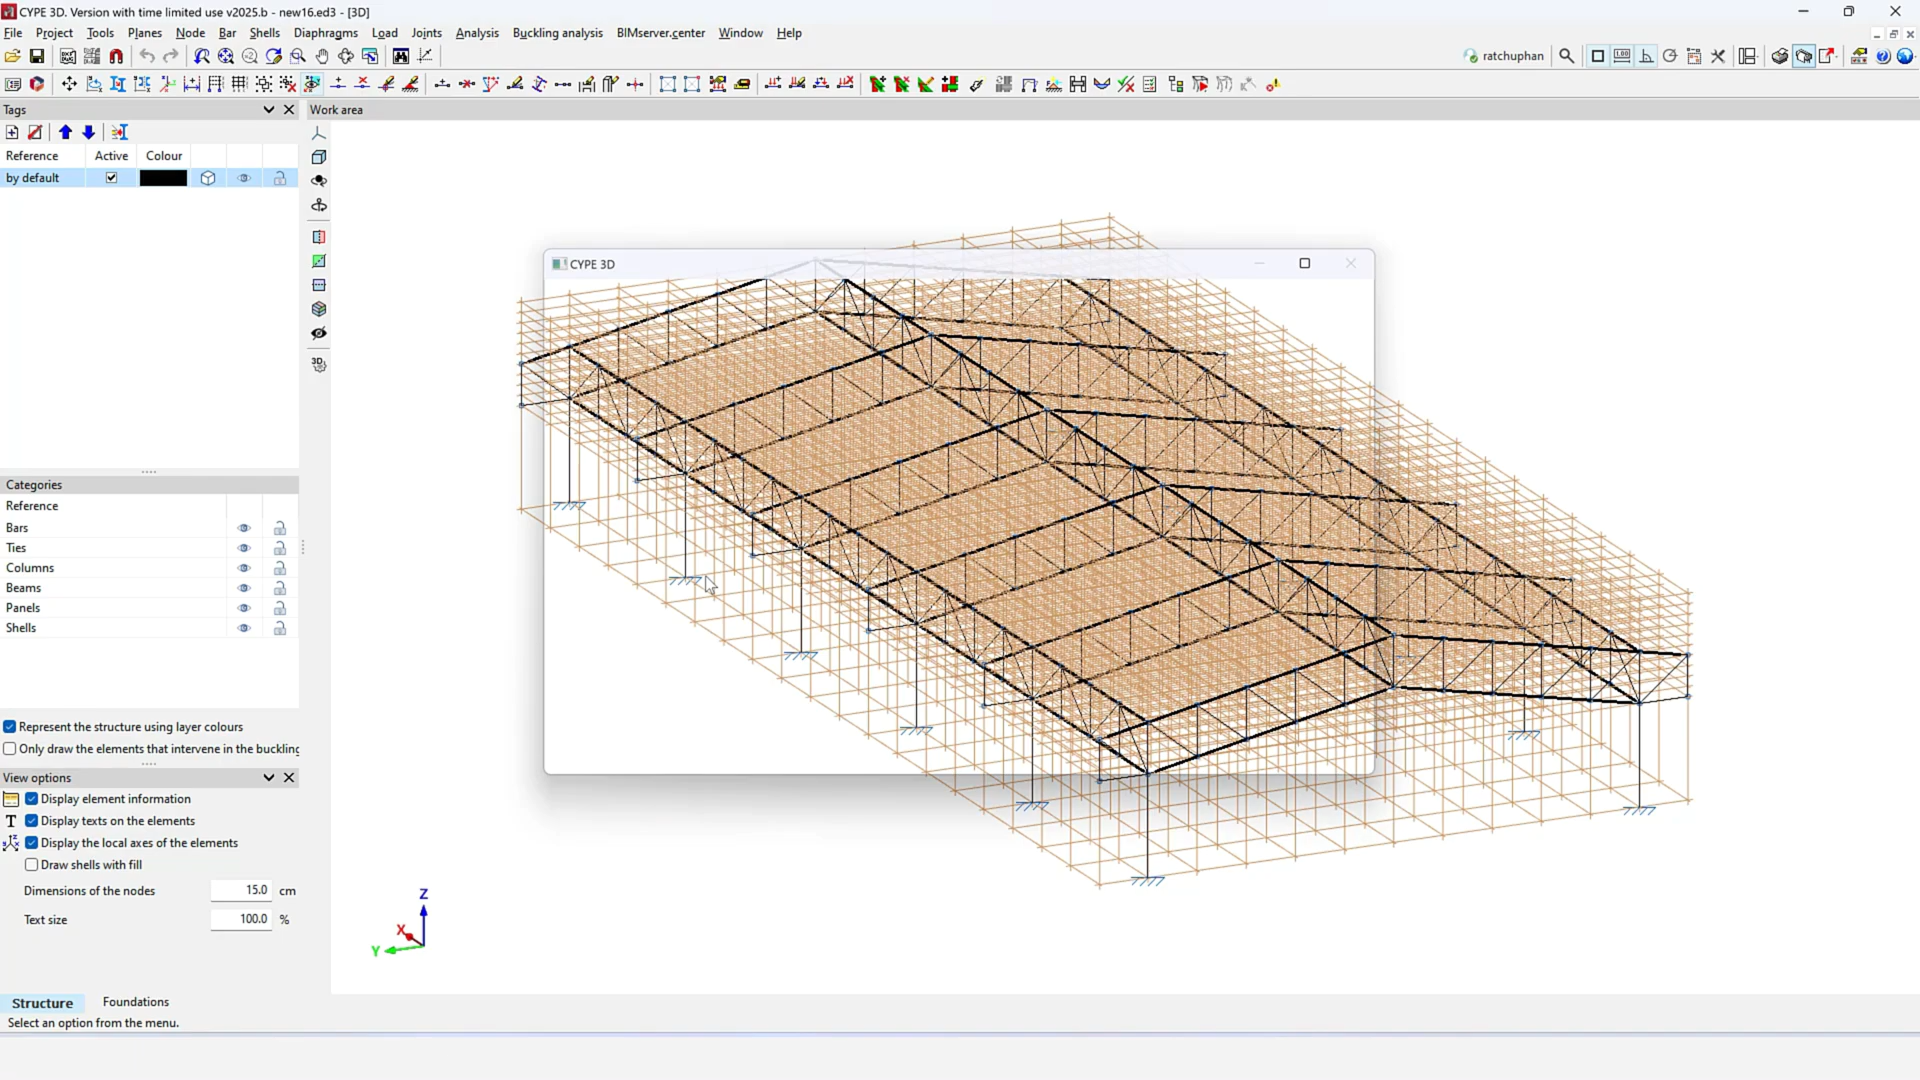 CYPE 3D. Version with time limited use v2025.b - new16.ed3 - [3D]
File Project Tools Planes Node Bar Shells Diaphragms Load Joints Analysis Buckling analysis BIMserver.center Window Help
ratchuphan
Tags
Work area
Reference Active Colour
by default
CYPE 3D
Categories
Reference
Bars
Ties
Columns
Beams
Panels
Shells
Represent the structure using layer colours
Only draw the elements that intervene in the buckling
View options
Display element information
T Display texts on the elements
Display the local axes of the elements
Draw shells with fill
Dimensions of the nodes 15.0 cm
Text size 100.0 %
Z
X
Y
3D
Structure Foundations
Select an option from the menu.